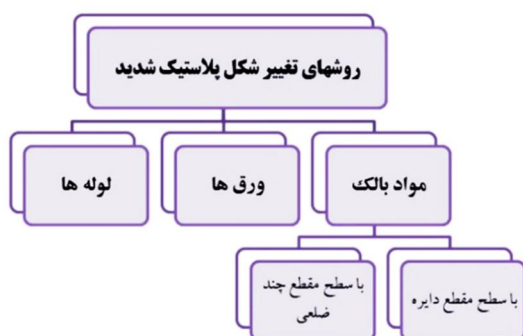 روشهای تغییر شکل پلاستیک شدید
مواد بالک
ورق ها
لوله ها
با سطح مقطع دایره
با سطح مقطع چند
ضلعی